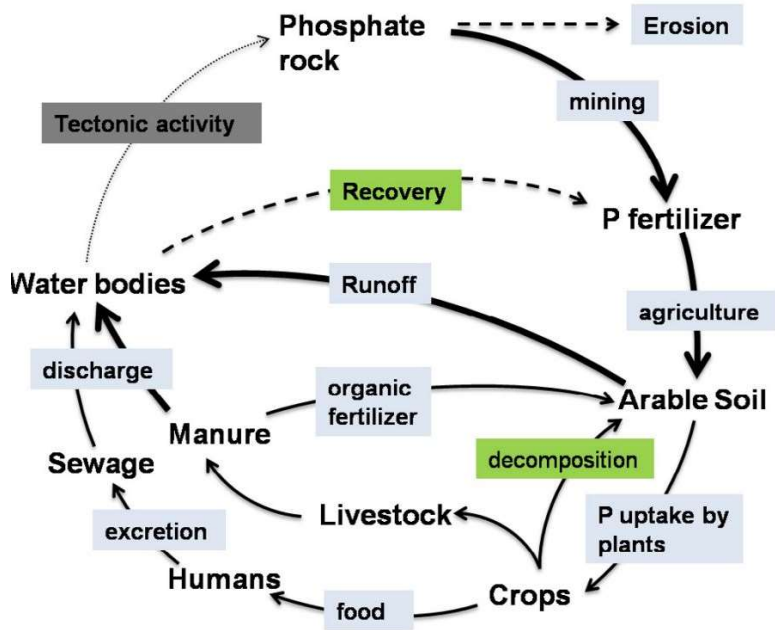 Phosphate
rock
Erosion
mining
Tectonic activity
Recovery
P fertilizer
Water bodies
Runoff
agriculture
discharge
organic
fertilizer
Arable Soil
Manure
Sewage
decomposition
Livestock
excretion
P uptake by
plants
Humans
food
Crops